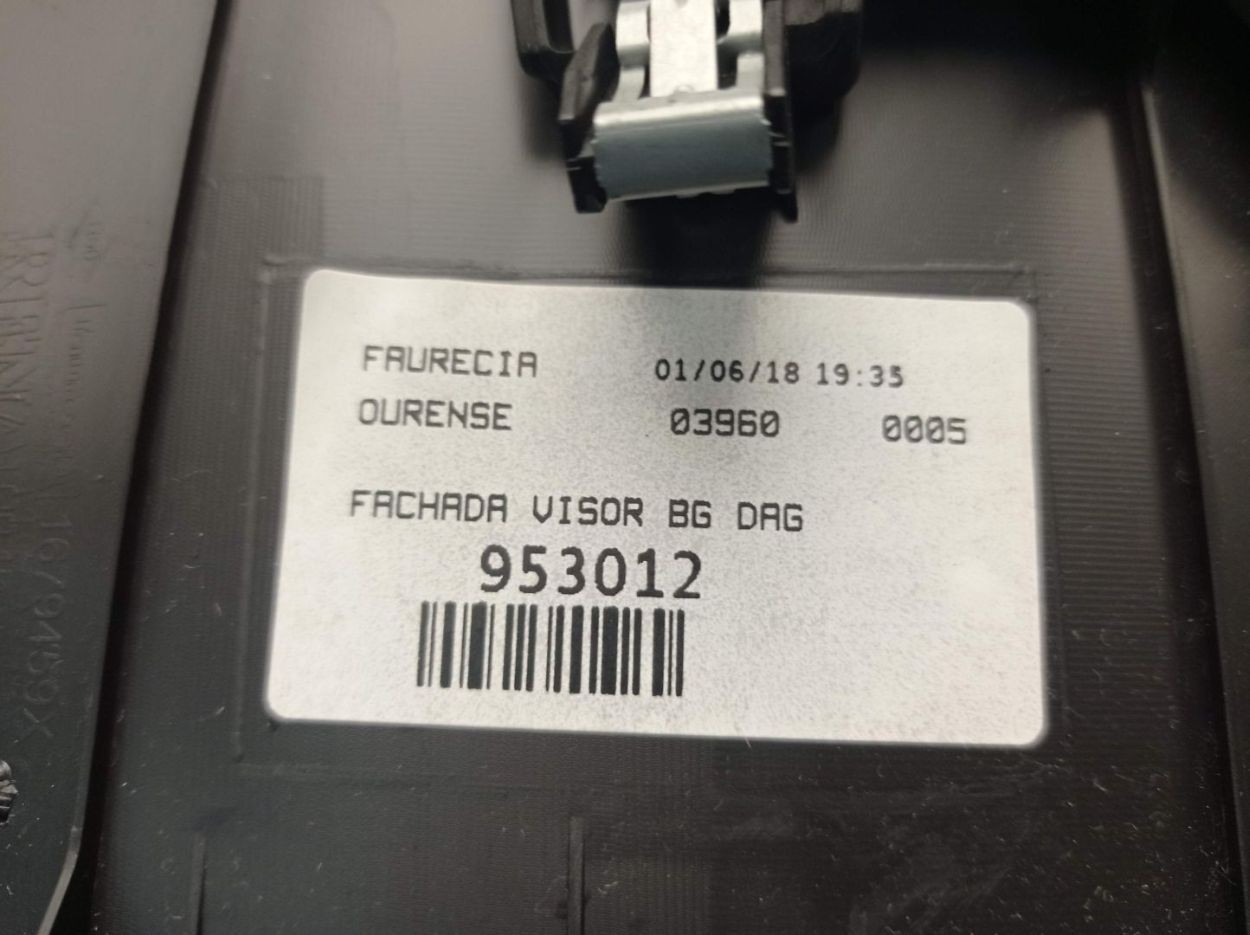 FAURECIA 01/06/18 19:35
OURENSE 03960 0005
FACHADA VISOR BG DAG
953012